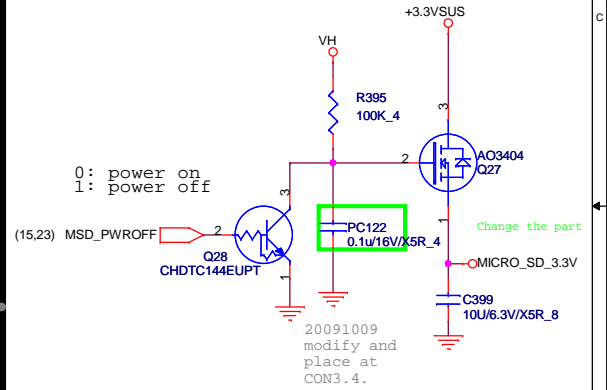 +3.3VSUS
C
VH
R395
100K_4
3
2
AO3404
Q27
1
0: power on
1: power off
3
(15,23) MSD_PWROFF
2
Q28
CHDTC144EUPT
1
PC122
0.1u/16V/X5R_4
Change the part
MICRO_SD_3.3V
C399
10U/6.3V/X5R_8
20091009
modify and
place at
CON3.4.